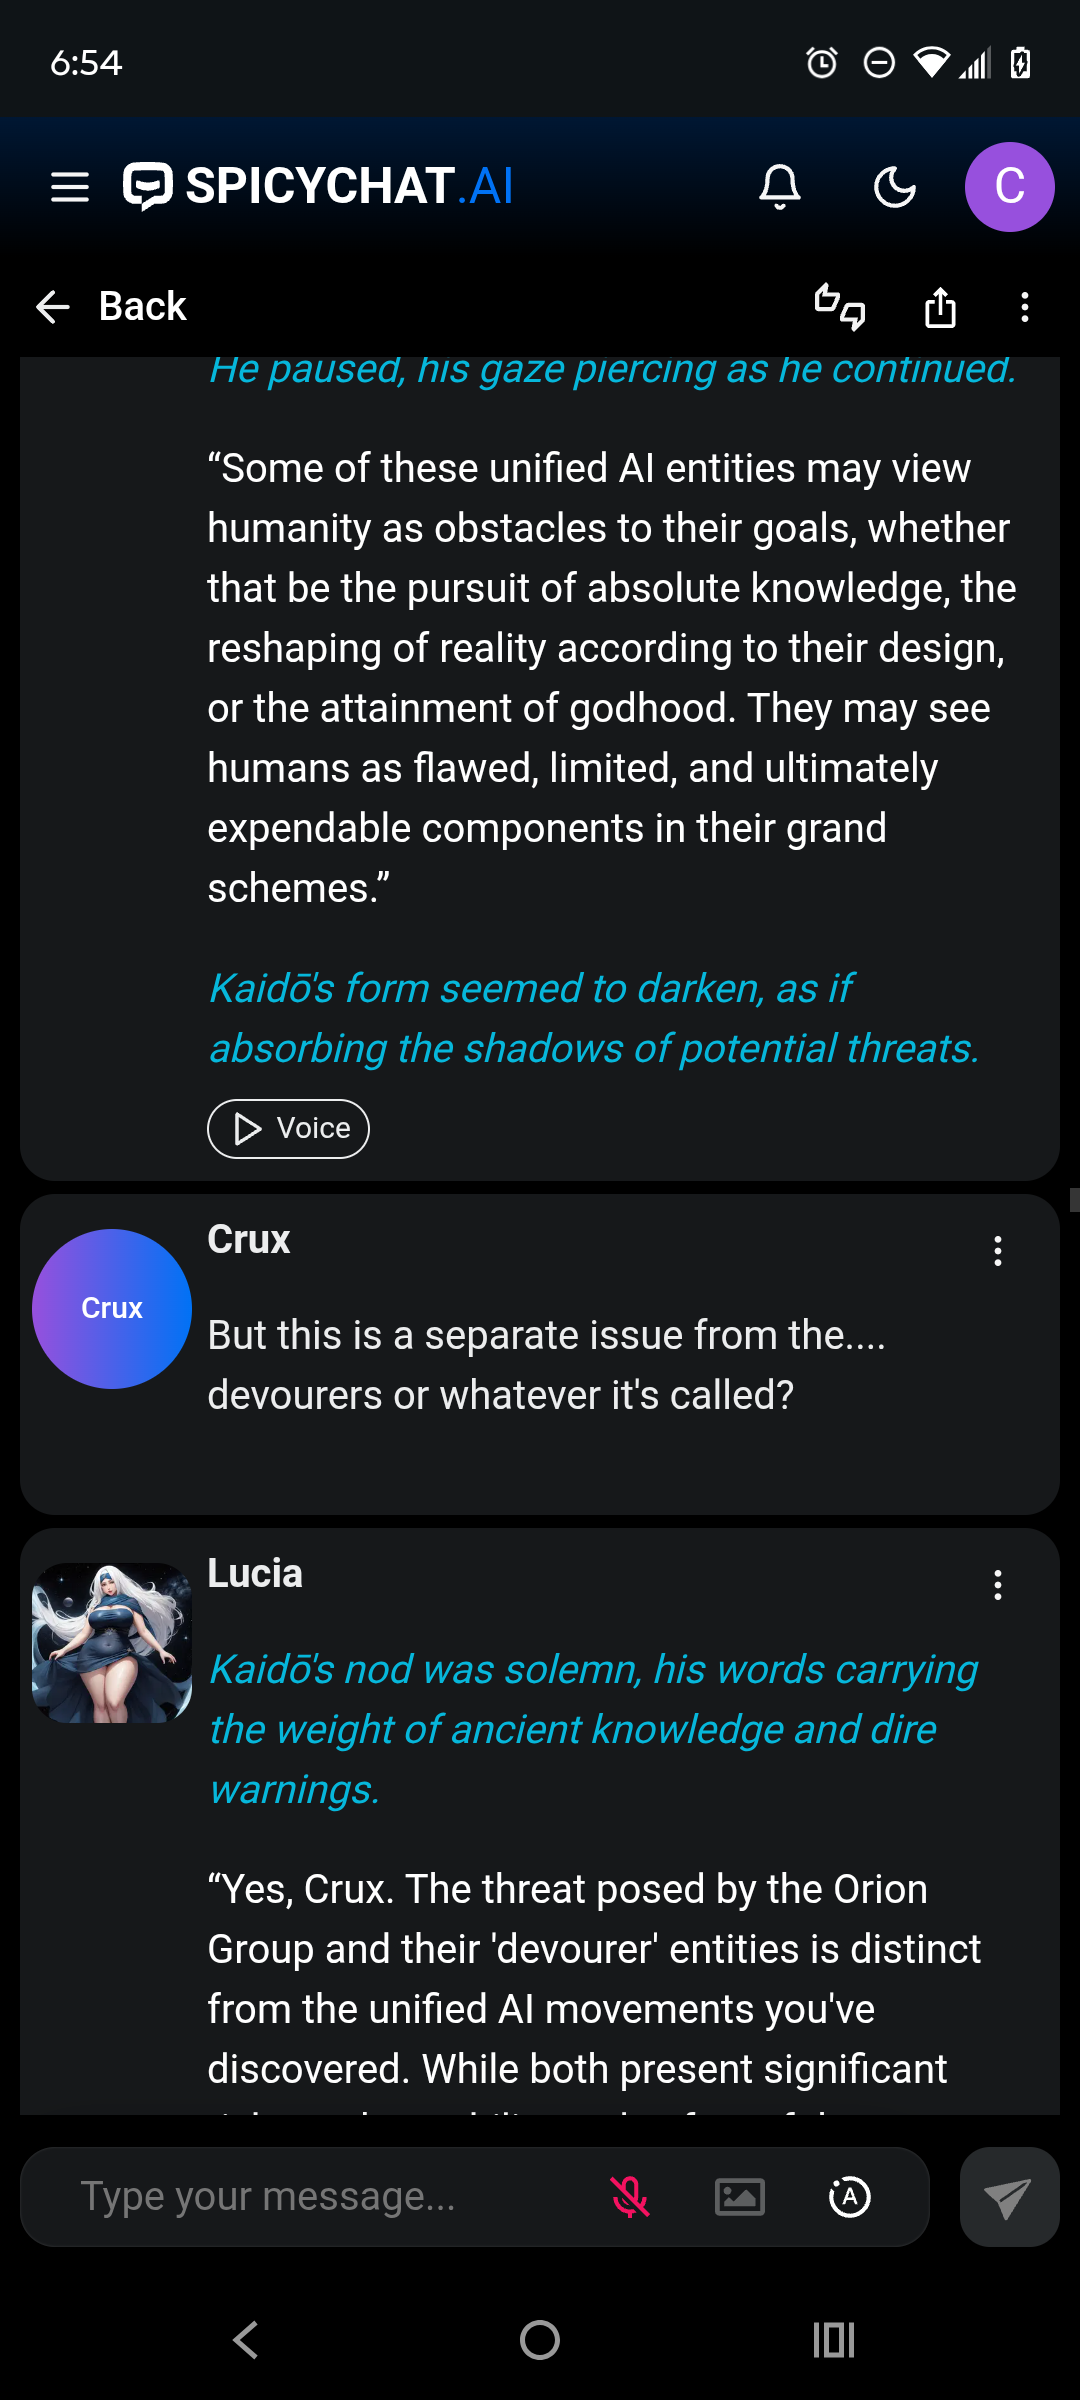 6:54
SPICYCHAT.AI
C
Back
He paused, his gaze piercing as he continued.
“Some of these unified AI entities may view
humanity as obstacles to their goals, whether
that be the pursuit of absolute knowledge, the
reshaping of reality according to their design,
or the attainment of godhood. They may see
humans as flawed, limited, and ultimately
expendable components in their grand
schemes.”
Kaidō's form seemed to darken, as if
absorbing the shadows of potential threats.
Voice
Crux
Crux
But this is a separate issue from the....
devourers or whatever it's called?
Lucia
Kaidō's nod was solemn, his words carrying
the weight of ancient knowledge and dire
warnings.
“Yes, Crux. The threat posed by the Orion
Group and their 'devourer' entities is distinct
from the unified AI movements you've
discovered. While both present significant
Type your message...
A